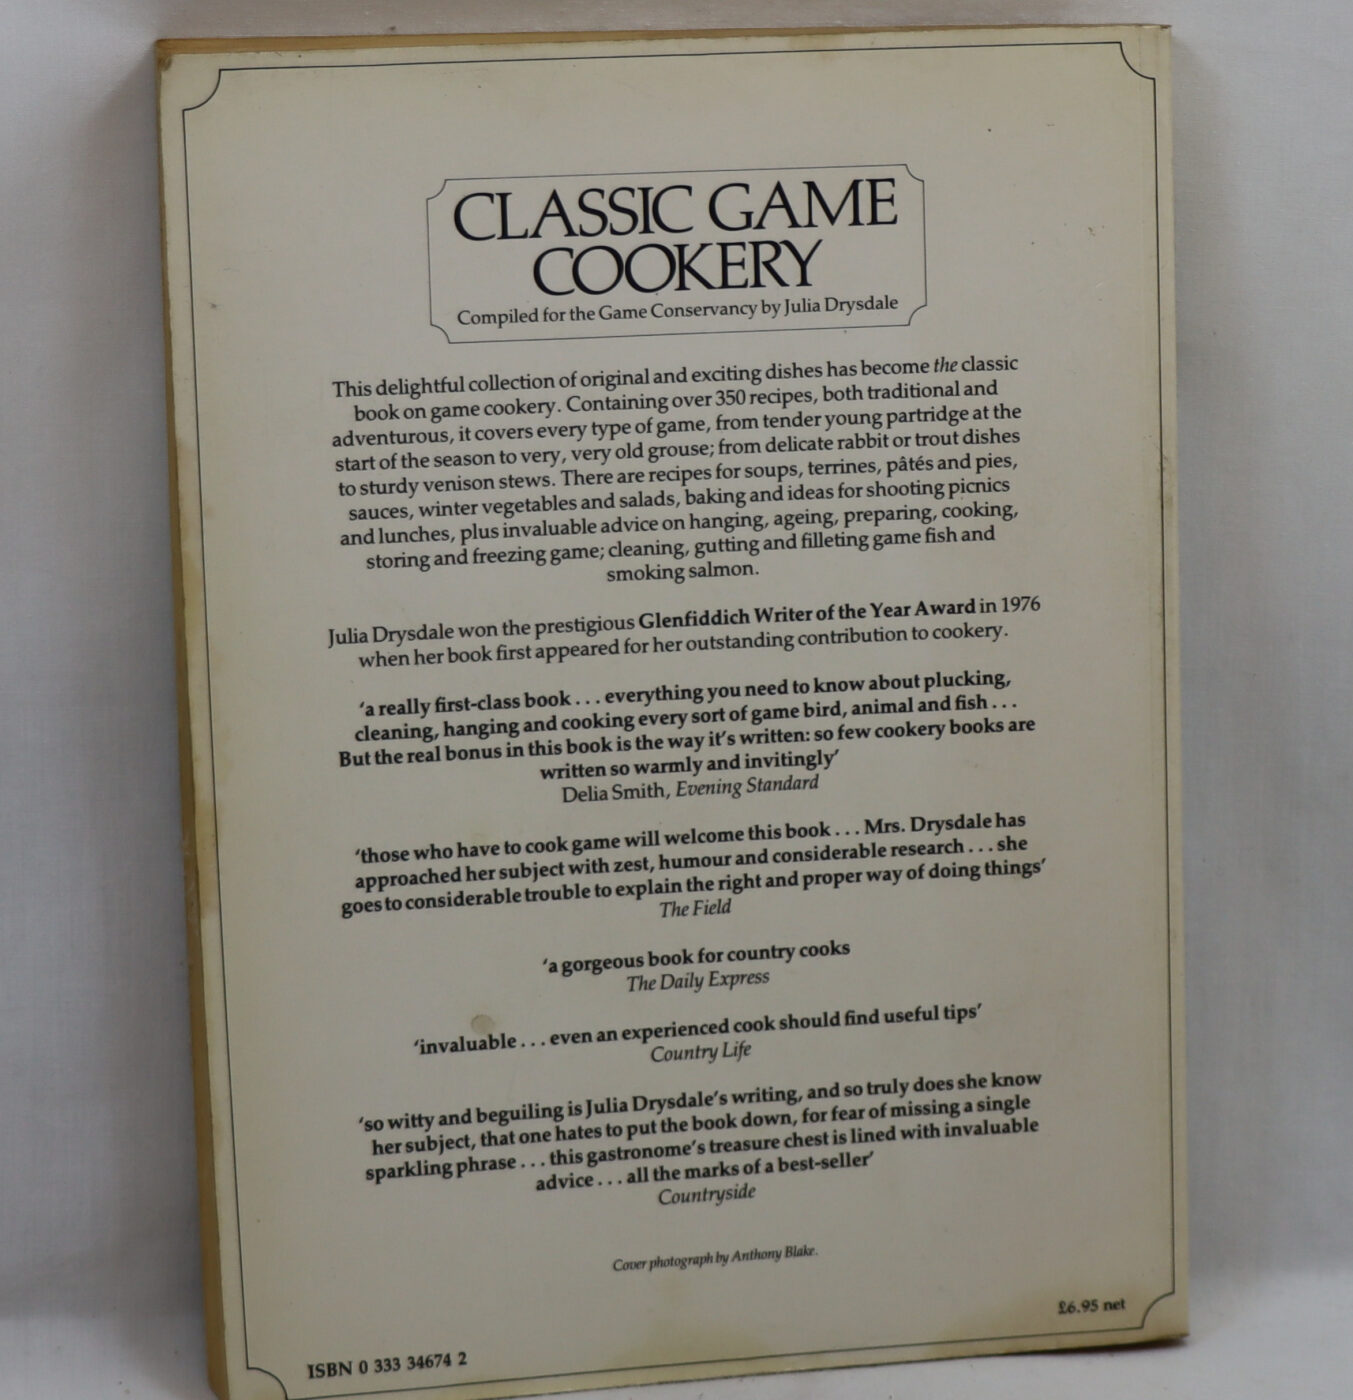 CLASSIC GAME
COOKERY
Compiled for the Game Conservancy by Julia Drysdale
This delightful collection of original and exciting dishes has become the classic
book on game cookery. Containing over 350 recipes, both traditional and
adventurous, it covers every type of game, from tender young partridge at the
start of the season to very, very old grouse; from delicate rabbit or trout dishes
to sturdy venison stews. There are recipes for soups, terrines, pâtés and pies,
sauces, winter vegetables and salads, baking and ideas for shooting picnics
and lunches, plus invaluable advice on hanging, ageing, preparing, cooking,
storing and freezing game; cleaning, gutting and filleting game fish and
smoking salmon.
Julia Drysdale won the prestigious Glenfiddich Writer of the Year Award in 1976
when her book first appeared for her outstanding contribution to cookery.
‘a really first-class book . . . everything you need to know about plucking,
cleaning, hanging and cooking every sort of game bird, animal and fish . . .
But the real bonus in this book is the way it’s written: so few cookery books are
written so warmly and invitingly’
Delia Smith, Evening Standard
‘those who have to cook game will welcome this book . . . Mrs. Drysdale has
approached her subject with zest, humour and considerable research . . . she
goes to considerable trouble to explain the right and proper way of doing things’
The Field
‘a gorgeous book for country cooks
The Daily Express
‘invaluable . . . even an experienced cook should find useful tips’
Country Life
‘so witty and beguiling is Julia Drysdale’s writing, and so truly does she know
her subject, that one hates to put the book down, for fear of missing a single
sparkling phrase . . . this gastronome’s treasure chest is lined with invaluable
advice . . . all the marks of a best-seller’
Countryside
Cover photograph by Anthony Blake.
£6.95 net
ISBN 0 333 34674 2